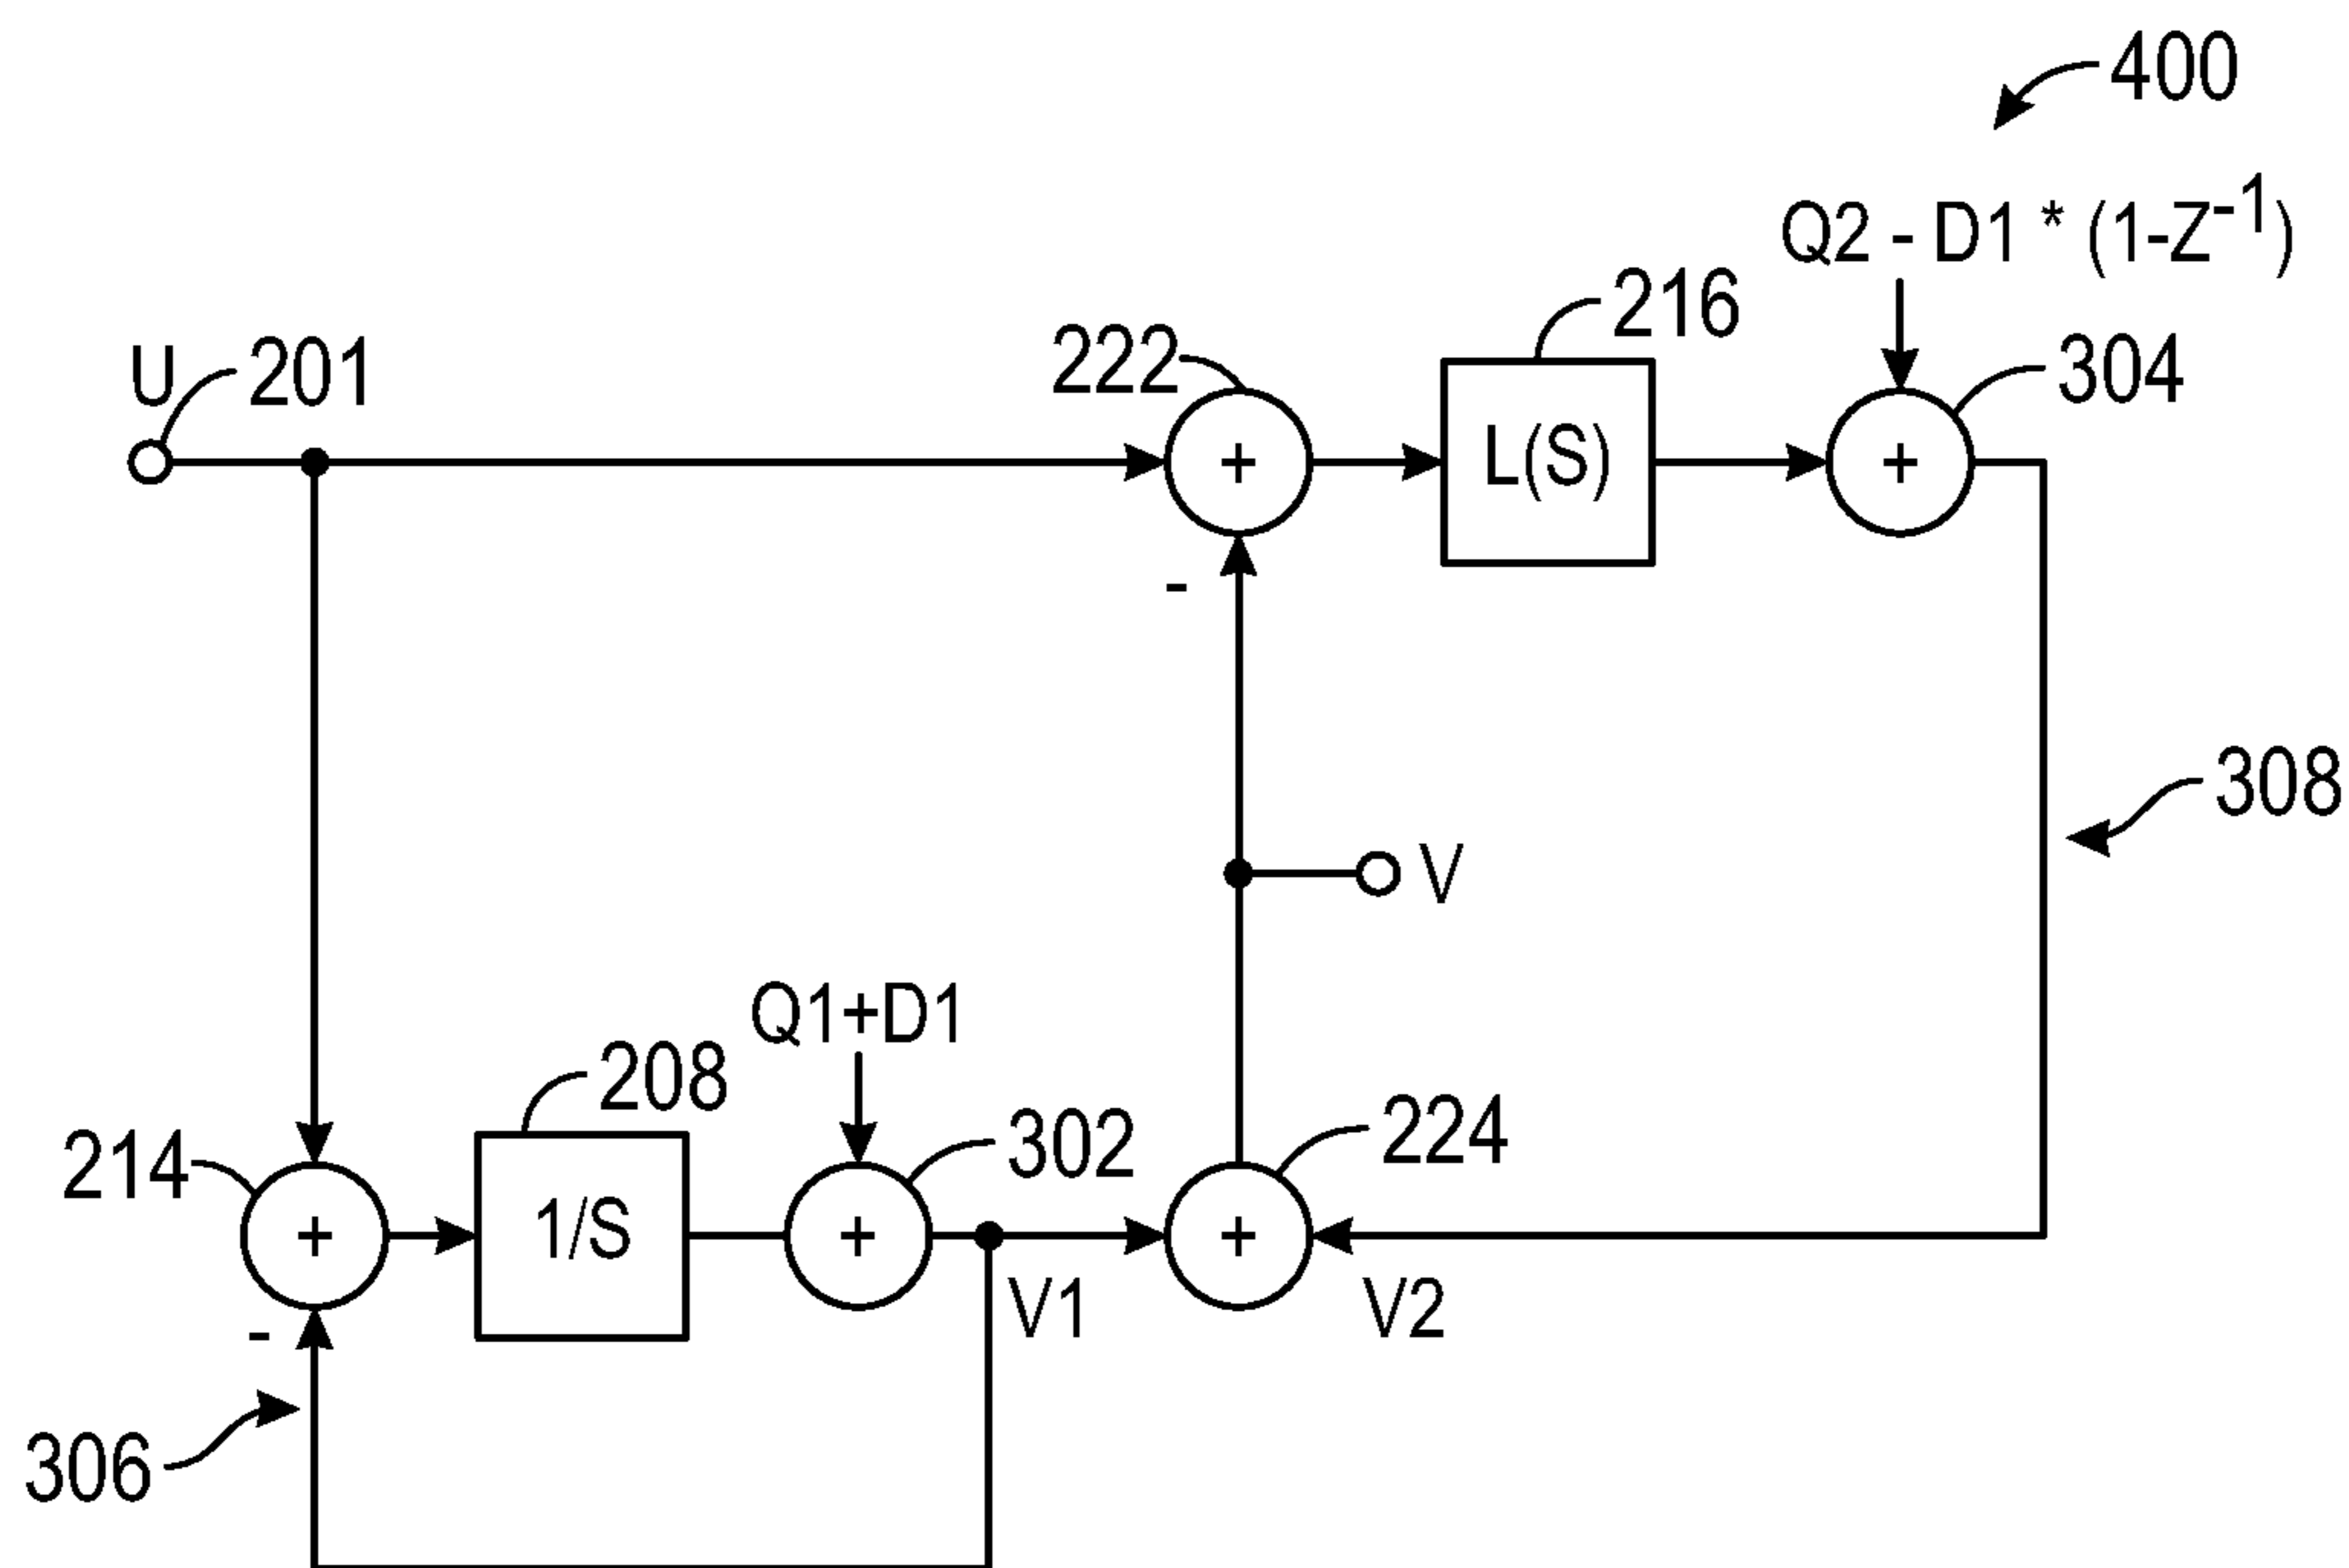 400
Q2 - D1 * (1-Z-1)
216
U
201
222
304
L(S)
+
+
-
308
V
Q1+D1
208
302
224
214
+
1/S
+
+
-
V1
V2
306